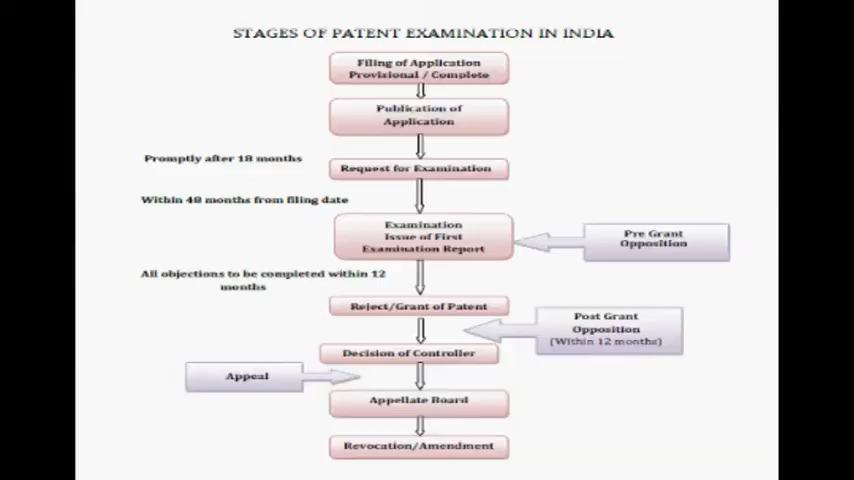 STAGES OF PATENT EXAMINATION IN INDIA
Filing of Application
Provisional / Complete
Publication of
Application
Promptly after 18 months
Request for Examination
Within 48 months from filing date
Examination
Issue of First
Examination Report
Pre Grant
Opposition
All objections to be completed within 12
months
Reject/Grant of Patent
Post Grant
Opposition
(Within 12 months)
Decision of Controller
Appeal
Appellate Board
Revocation/Amendment